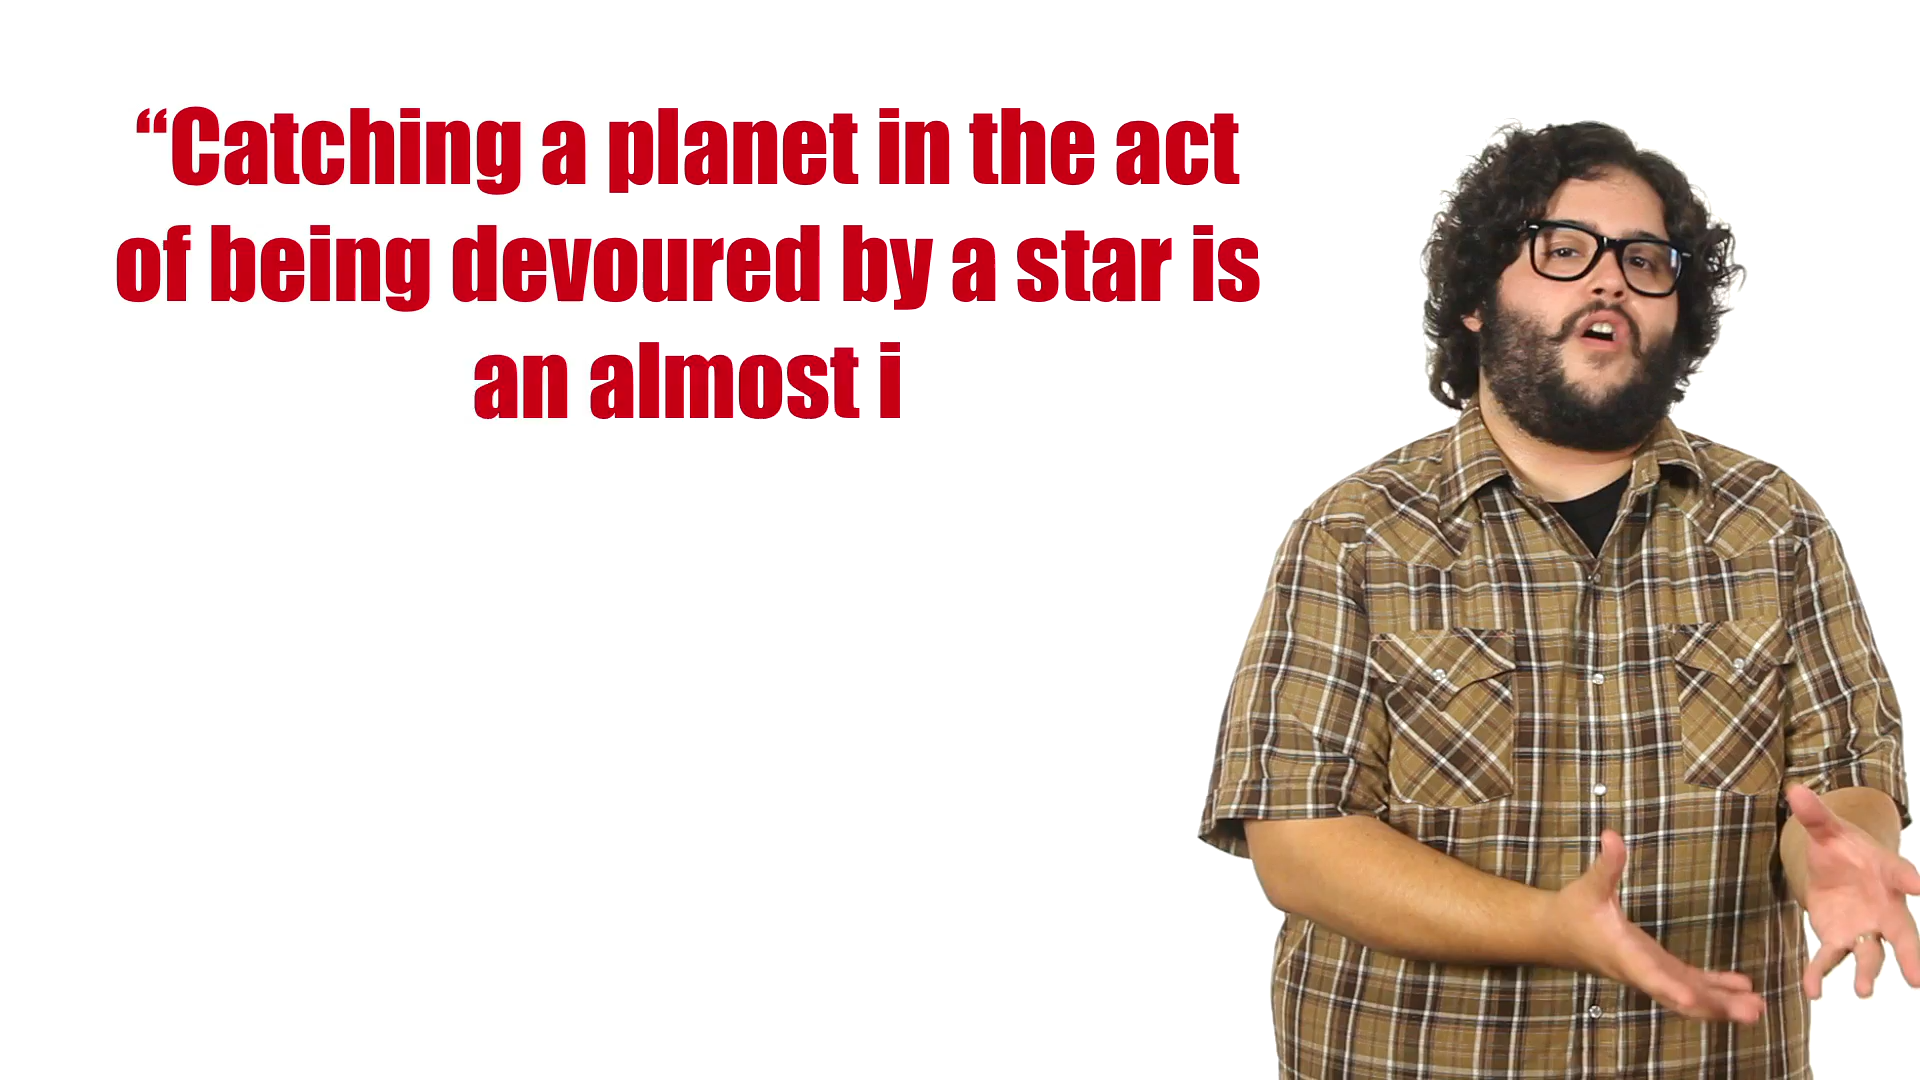 “Catching a planet in the act
of being devoured by a star is
an almost i